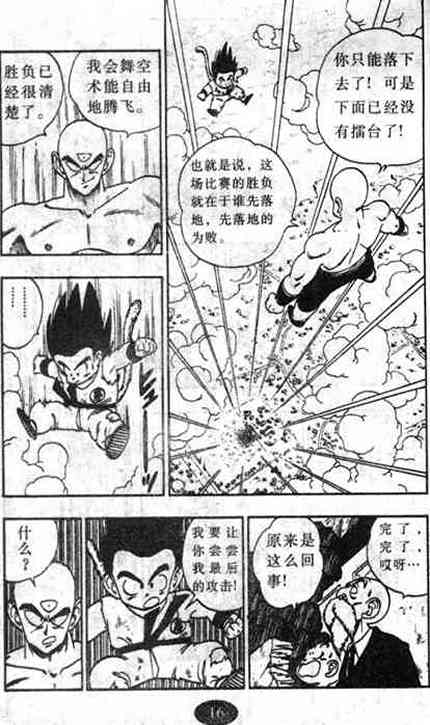 你只能落下
去了！可是
下面已经没
有擂台了！
也就是说，这
场比赛的胜负
就在于谁先落
地，先落地的
为败。
我会舞空
术能自由
地腾飞。
胜负已
经很清
楚了。
………
………
完了，
完了，
哎呀…
原来是
这么回
事！
我要让
你尝尝
我最后
的攻击！
什么？
16